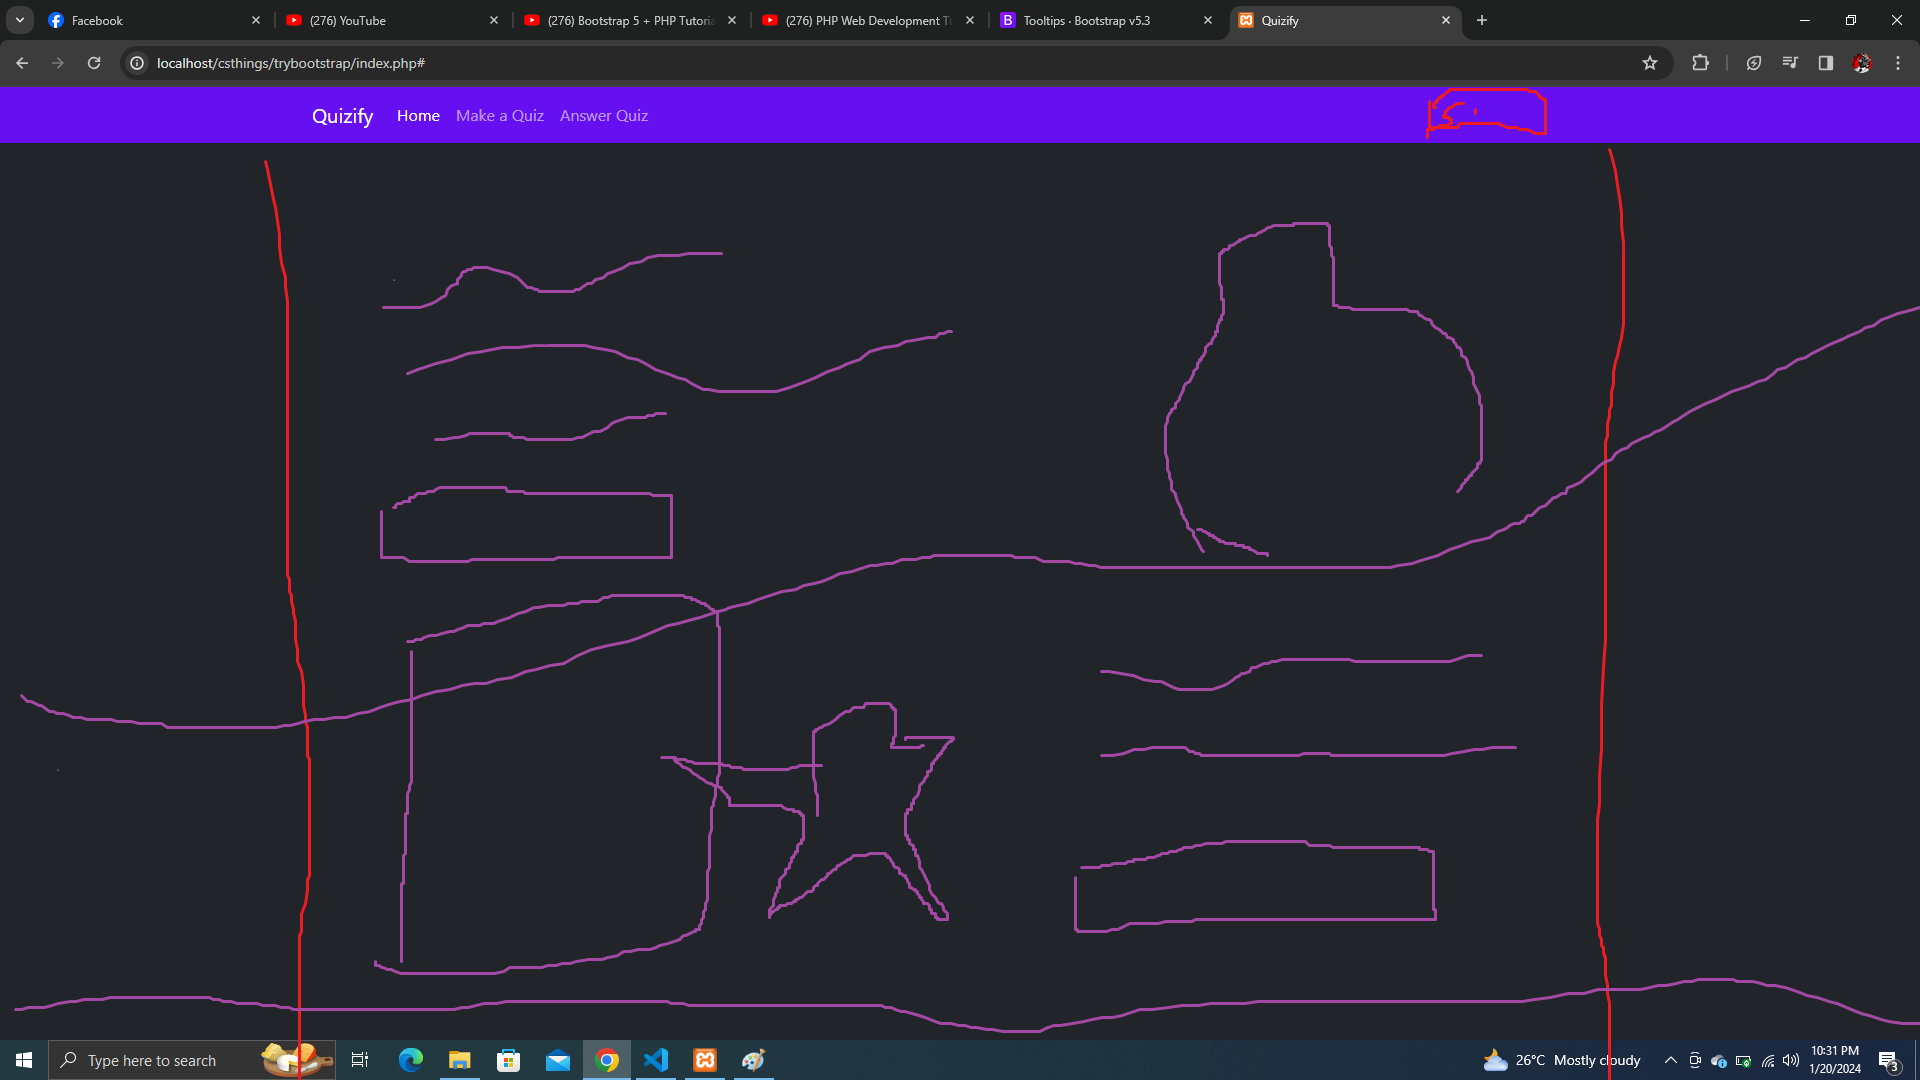 Facebook
(276) YouTube
(276) Bootstrap 5 + PHP Tutoria
(276) PHP Web Development Tu
B Tooltips · Bootstrap v5.3
Quizify
localhost/csthings/trybootstrap/index.php#
Quizify Home Make a Quiz Answer Quiz
Type here to search
26°C Mostly cloudy
10:31 PM
1/20/2024
3